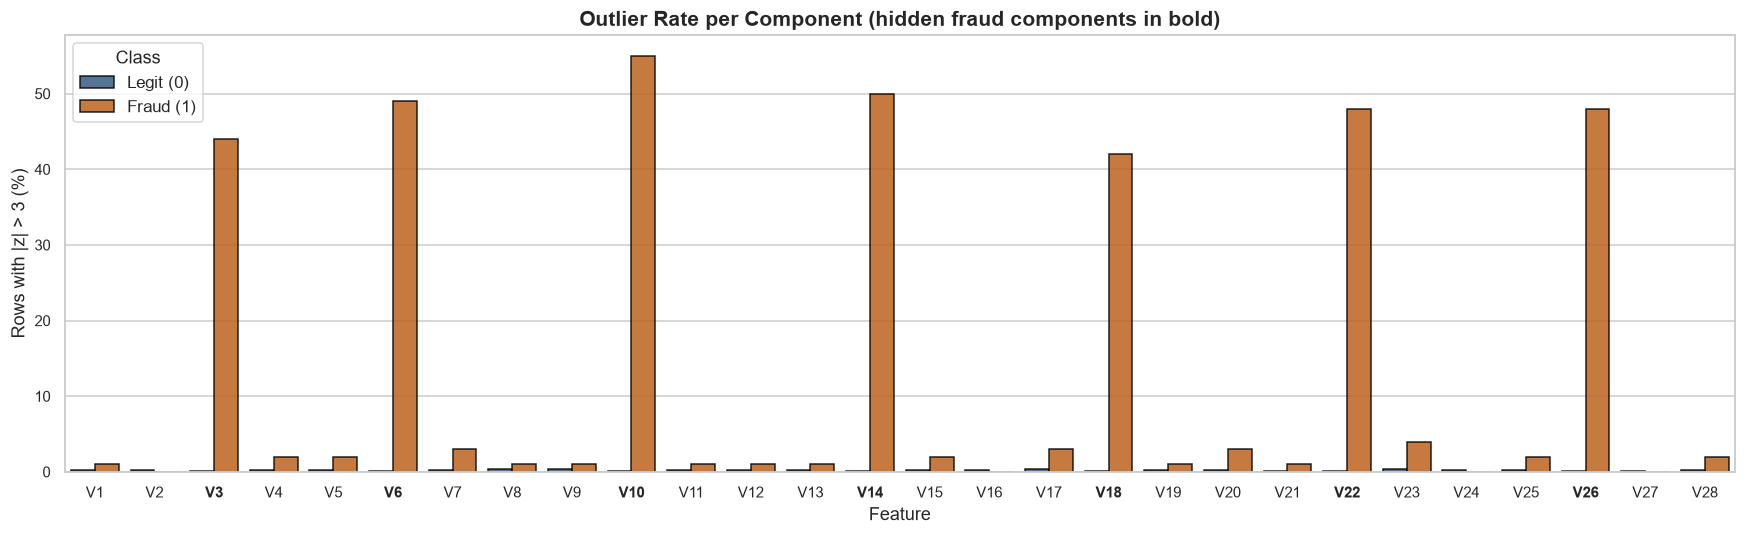 Outlier Rate per Component (hidden fraud components in bold)
Class
Legit (0)
Fraud (1)
Rows with |z| > 3 (%)
50
40
30
20
10
0
V1 V2 V3 V4 V5 V6 V7 V8 V9 V10 V11 V12 V13 V14 V15 V16 V17 V18 V19 V20 V21 V22 V23 V24 V25 V26 V27 V28
Feature